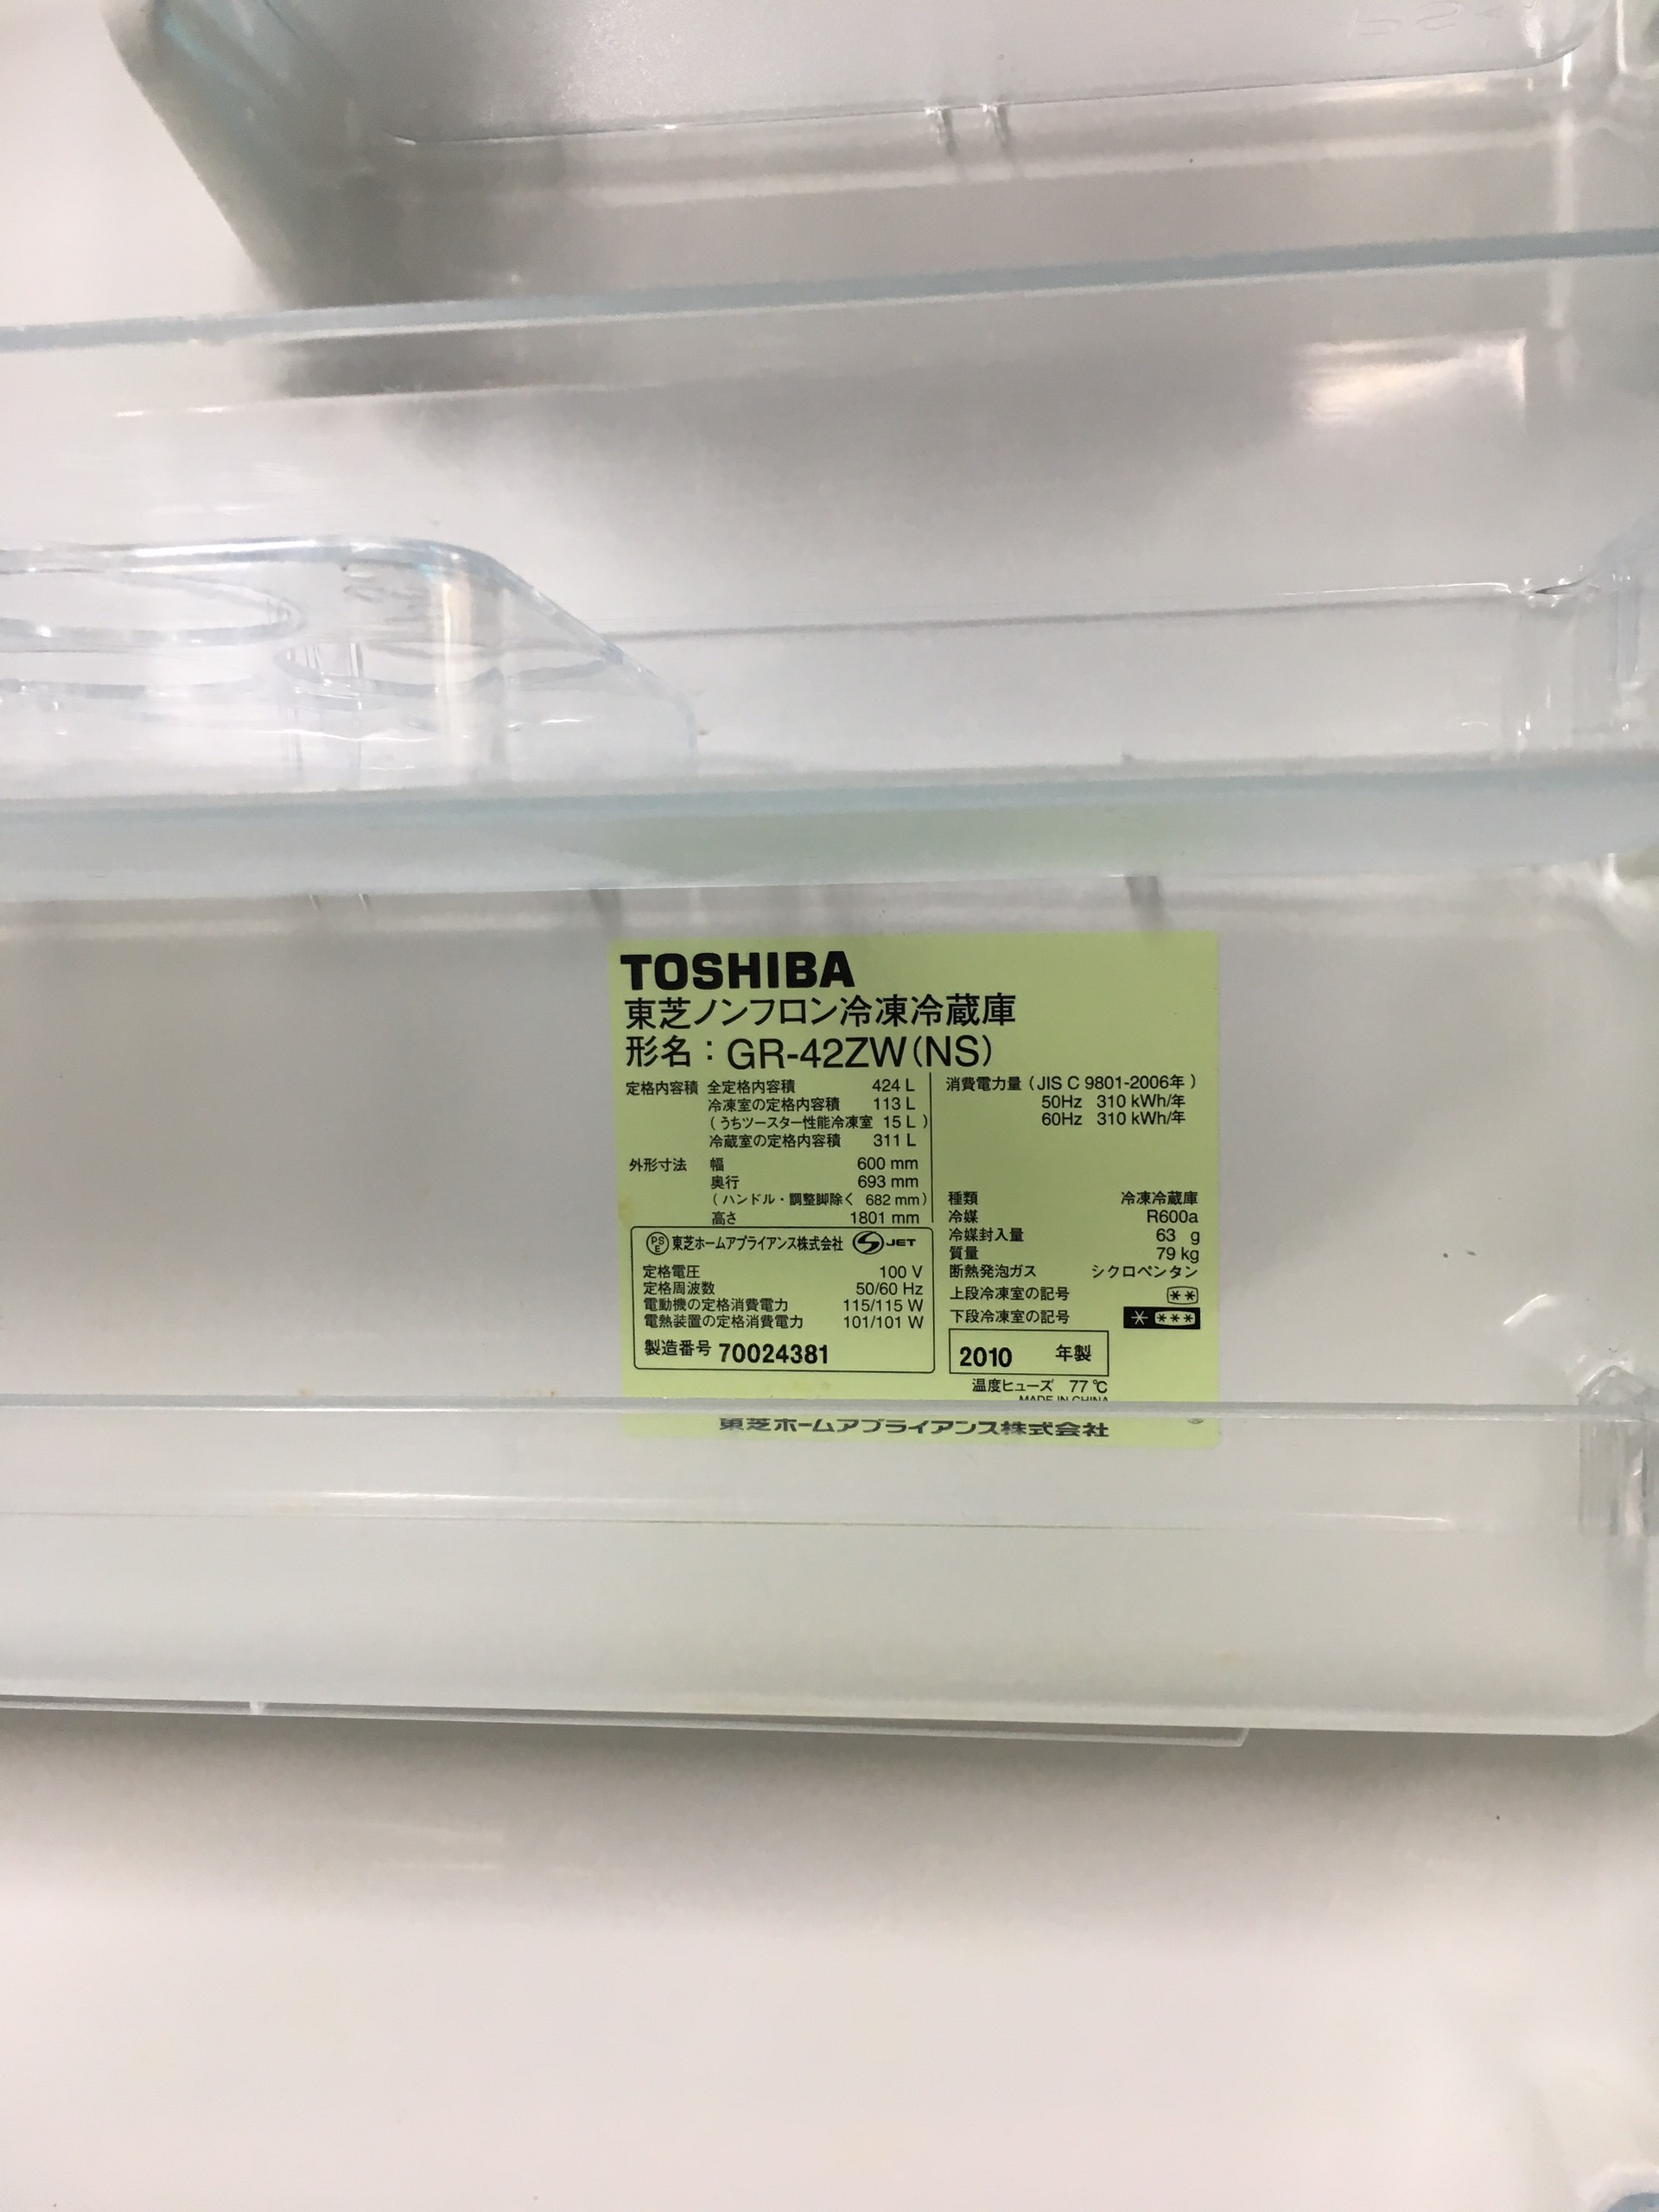 TOSHIBA
東芝ノンフロン冷凍冷蔵庫
形名：GR-42ZW(NS)
定格内容積 全定格内容積 424 L
冷凍室の定格内容積 113 L
(うちツースター性能冷凍室 15 L)
冷蔵室の定格内容積 311 L
外形寸法 幅 600 mm
奥行 693 mm
(ハンドル・調整脚除く 682 mm)
高さ 1801 mm
PS E 東芝ホームアプライアンス株式会社 S JET
定格電圧 100 V
定格周波数 50/60 Hz
電動機の定格消費電力 115/115 W
電熱装置の定格消費電力 101/101 W
製造番号 70024381
消費電力量 (JIS C 9801-2006年)
50Hz 310 kWh/年
60Hz 310 kWh/年
種類 冷凍冷蔵庫
冷媒 R600a
冷媒封入量 63 g
質量 79 kg
断熱発泡ガス シクロペンタン
上段冷凍室の記号 **
下段冷凍室の記号 * ***
2010 年製
温度ヒューズ 77 ℃
MADE IN CHINA
東芝ホームアプライアンス株式会社